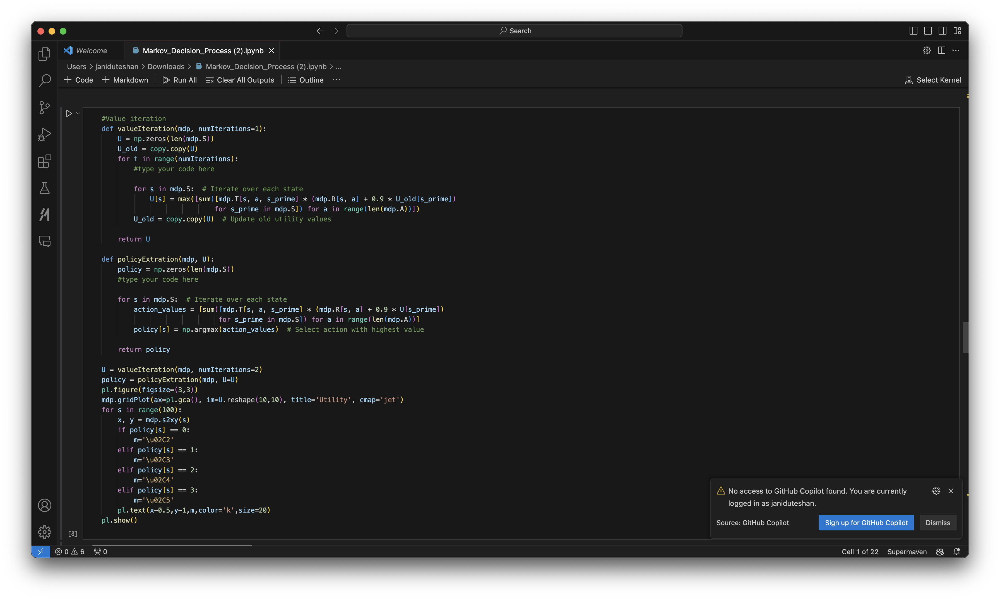 Search
Welcome
Markov_Decision_Process (2).ipynb
Users > janiduteshan > Downloads > Markov_Decision_Process (2).ipynb > ...
+ Code + Markdown Run All Clear All Outputs Outline ... Select Kernel
#Value iteration
def valueIteration(mdp, numIterations=1):
    U = np.zeros(len(mdp.S))
    U_old = copy.copy(U)
    for t in range(numIterations):
        #type your code here
        for s in mdp.S:  # Iterate over each state
            U[s] = max([sum([mdp.T[s, a, s_prime] * (mdp.R[s, a] + 0.9 * U_old[s_prime])
                            for s_prime in mdp.S]) for a in range(len(mdp.A))])
        U_old = copy.copy(U)  # Update old utility values
    return U
def policyExtration(mdp, U):
    policy = np.zeros(len(mdp.S))
    #type your code here
    for s in mdp.S:  # Iterate over each state
        action_values = [sum([mdp.T[s, a, s_prime] * (mdp.R[s, a] + 0.9 * U[s_prime])
                             for s_prime in mdp.S]) for a in range(len(mdp.A))]
        policy[s] = np.argmax(action_values)  # Select action with highest value
    return policy
U = valueIteration(mdp, numIterations=2)
policy = policyExtration(mdp, U=U)
pl.figure(figsize=(3,3))
mdp.gridPlot(ax=pl.gca(), im=U.reshape(10,10), title='Utility', cmap='jet')
for s in range(100):
    x, y = mdp.s2xy(s)
    if policy[s] == 0:
        m='\u02C2'
    elif policy[s] == 1:
        m='\u02C3'
    elif policy[s] == 2:
        m='\u02C4'
    elif policy[s] == 3:
        m='\u02C5'
    pl.text(x-0.5,y-1,m,color='k',size=20)
pl.show()
[8]
No access to GitHub Copilot found. You are currently
logged in as janiduteshan.
Source: GitHub Copilot
Sign up for GitHub Copilot
Dismiss
0 6 0
Cell 1 of 22 Supermaven